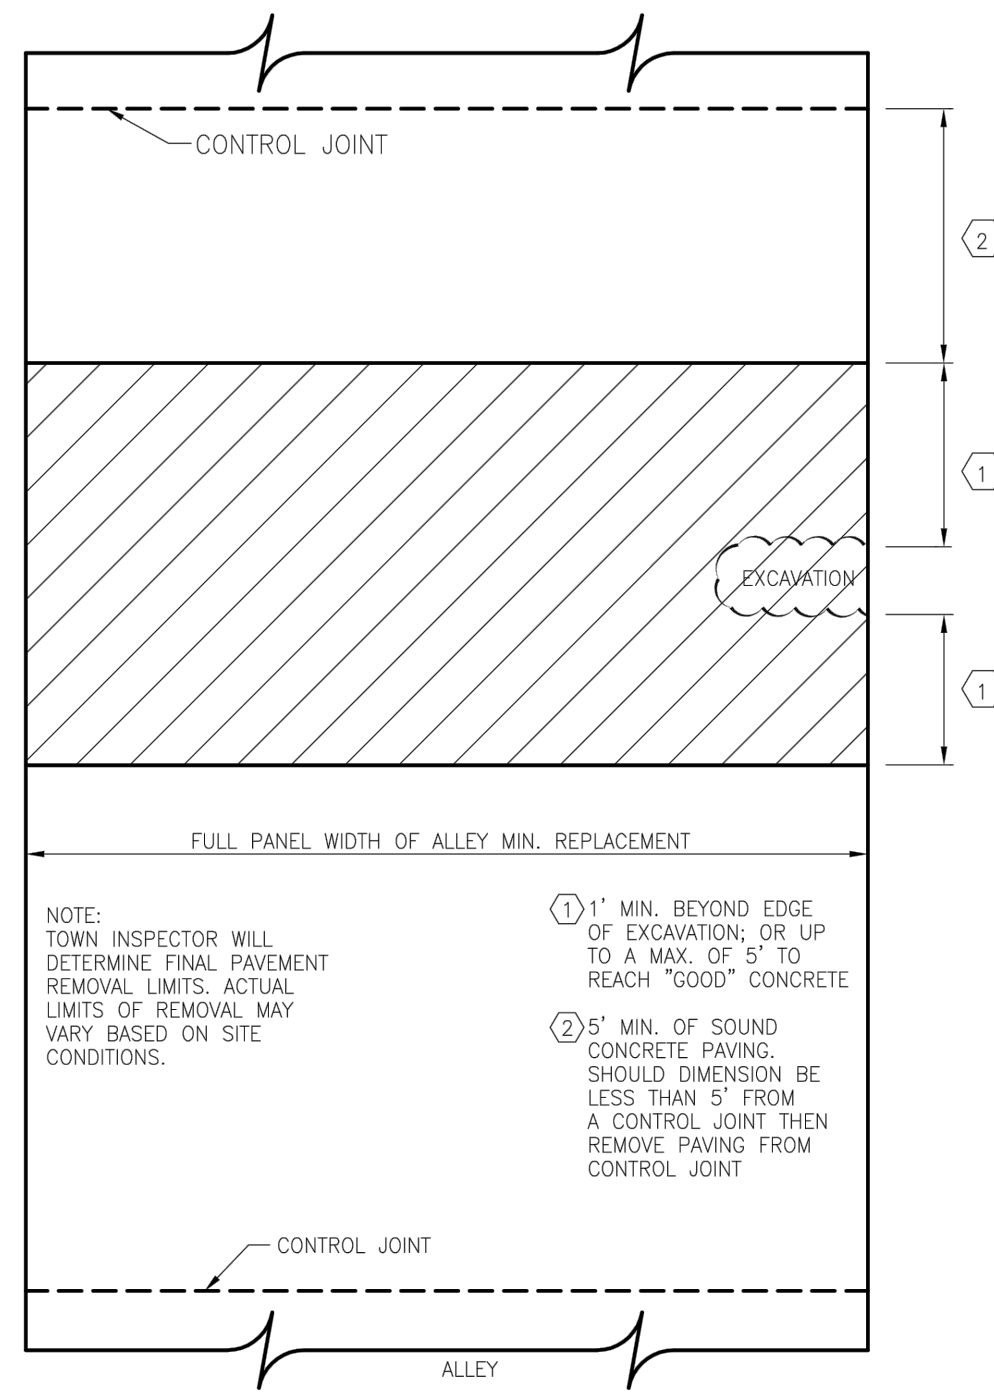 CONTROL JOINT
2
1
EXCAVATION
1
FULL PANEL WIDTH OF ALLEY MIN. REPLACEMENT
NOTE:
TOWN INSPECTOR WILL
DETERMINE FINAL PAVEMENT
REMOVAL LIMITS. ACTUAL
LIMITS OF REMOVAL MAY
VARY BASED ON SITE
CONDITIONS.
1 1' MIN. BEYOND EDGE
OF EXCAVATION; OR UP
TO A MAX. OF 5' TO
REACH "GOOD" CONCRETE
2 5' MIN. OF SOUND
CONCRETE PAVING.
SHOULD DIMENSION BE
LESS THAN 5' FROM
A CONTROL JOINT THEN
REMOVE PAVING FROM
CONTROL JOINT
CONTROL JOINT
ALLEY